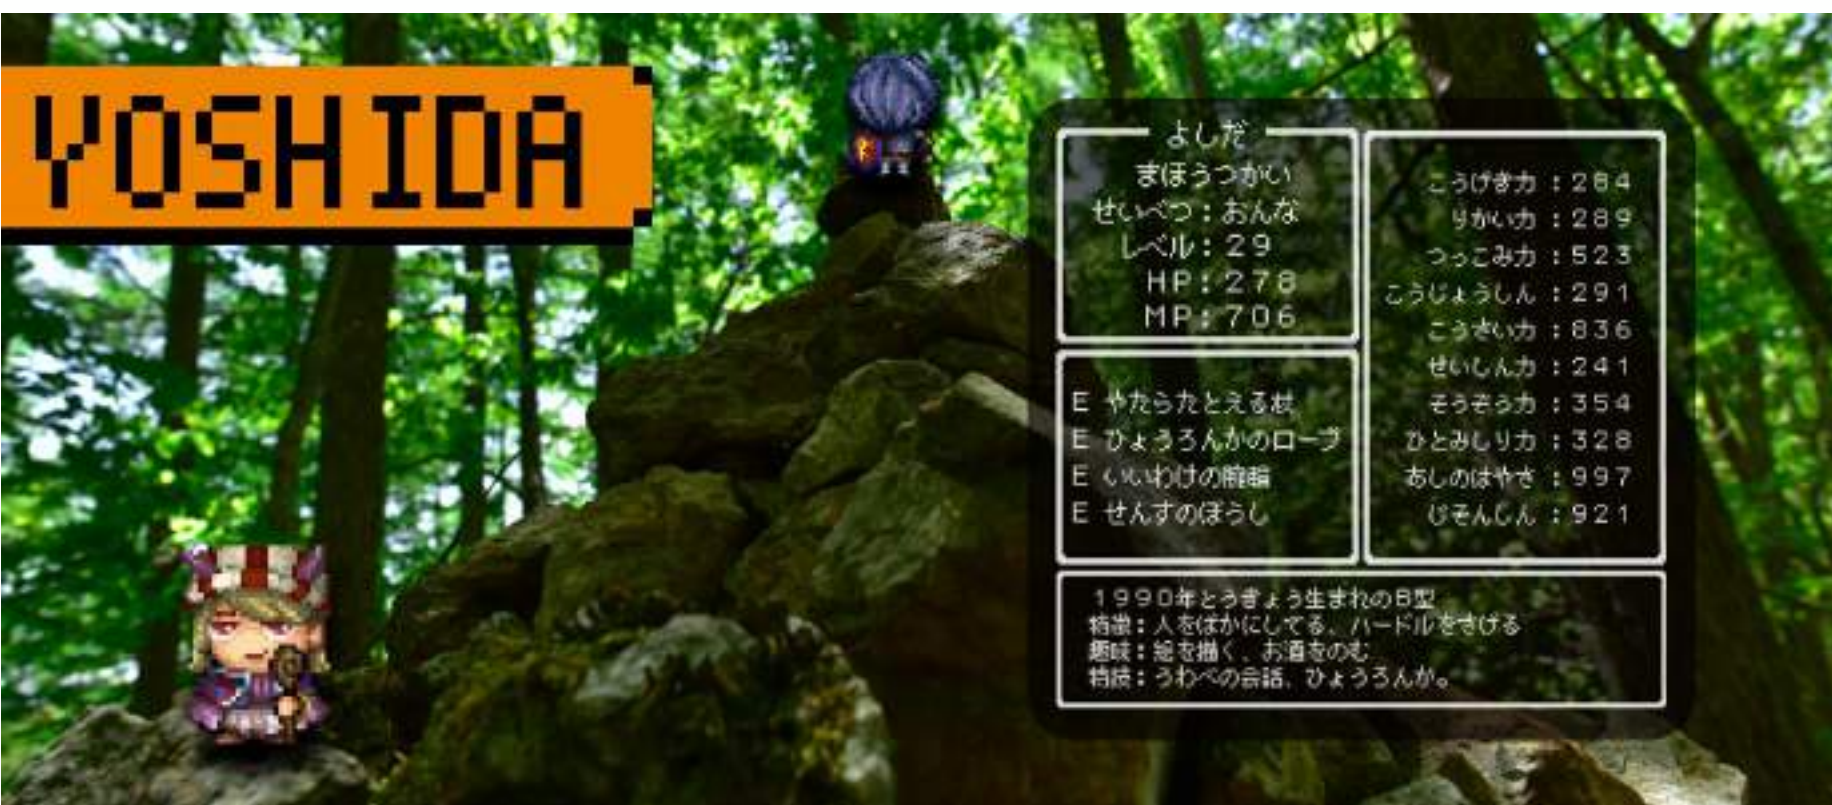 YOSHIDA
よしだ
まほうつかい
せいべつ：おんな
レベル：29
HP：278
MP：706
E やたらたとえる杖
E ひょうろんかのローブ
E いいわけの腕輪
E せんすのぼうし
こうげき力：284
りかい力：289
つっこみ力：523
こうじょうしん：291
こうさい力：836
せいしん力：241
そうぞう力：354
ひとみしり力：328
あしのはやさ：997
じそんしん：921
1990年とうきょう生まれのB型
特徴：人をばかにしてる、ハードルをさげる
趣味：絵を描く、お酒をのむ
特技：うわべの会話、ひょうろんか。